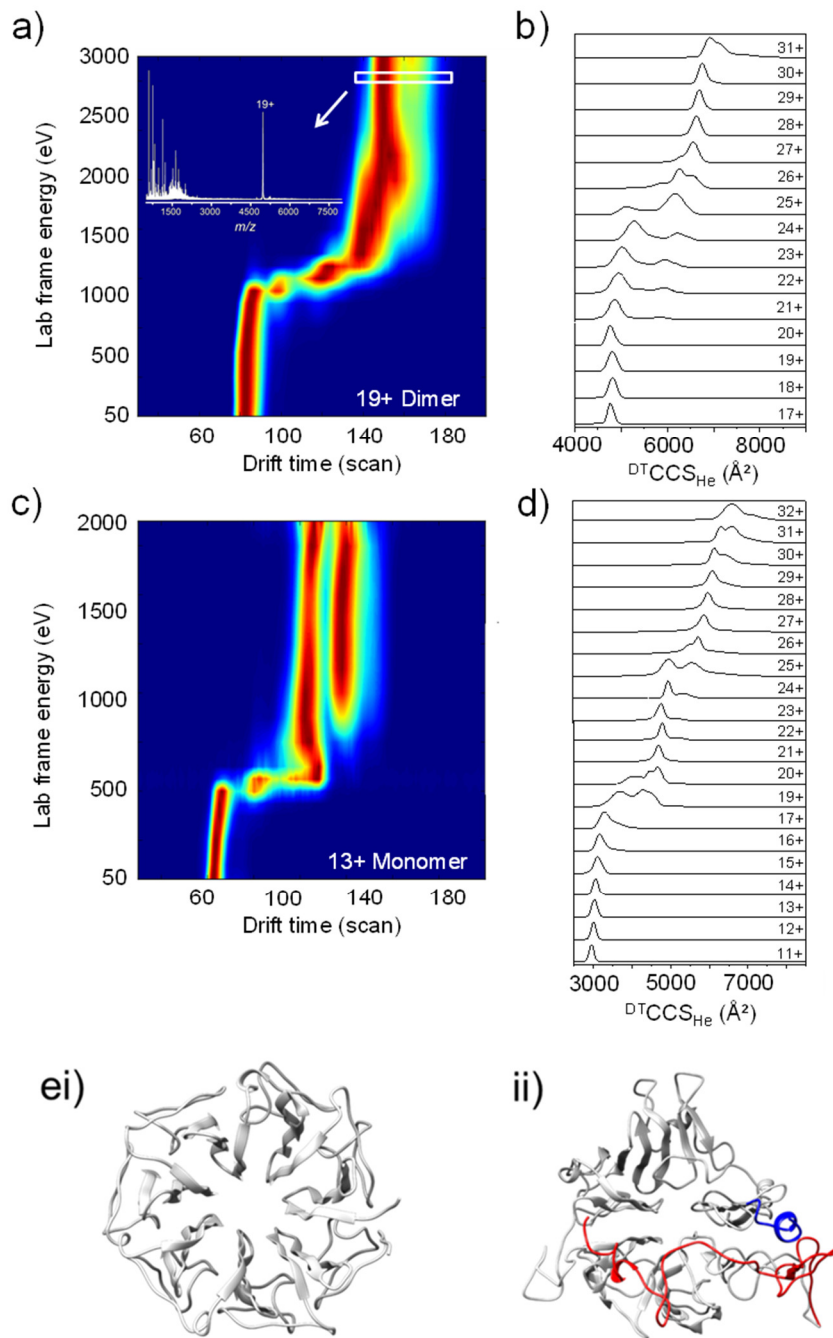 a)
3000
2500
2000
1500
1000
500
50
Lab frame energy (eV)
19+
1500 3000 4500 6000 7500
m/z
19+ Dimer
60 100 140 180
Drift time (scan)
b)
31+
30+
29+
28+
27+
26+
25+
24+
23+
22+
21+
20+
19+
18+
17+
4000 6000 8000
DTCCSHe (Å²)
c)
2000
1500
1000
500
50
Lab frame energy (eV)
13+ Monomer
60 100 140 180
Drift time (scan)
d)
32+
31+
30+
29+
28+
27+
26+
25+
24+
23+
22+
21+
20+
19+
17+
16+
15+
14+
13+
12+
11+
3000 5000 7000
DTCCSHe (Å²)
ei)
ii)